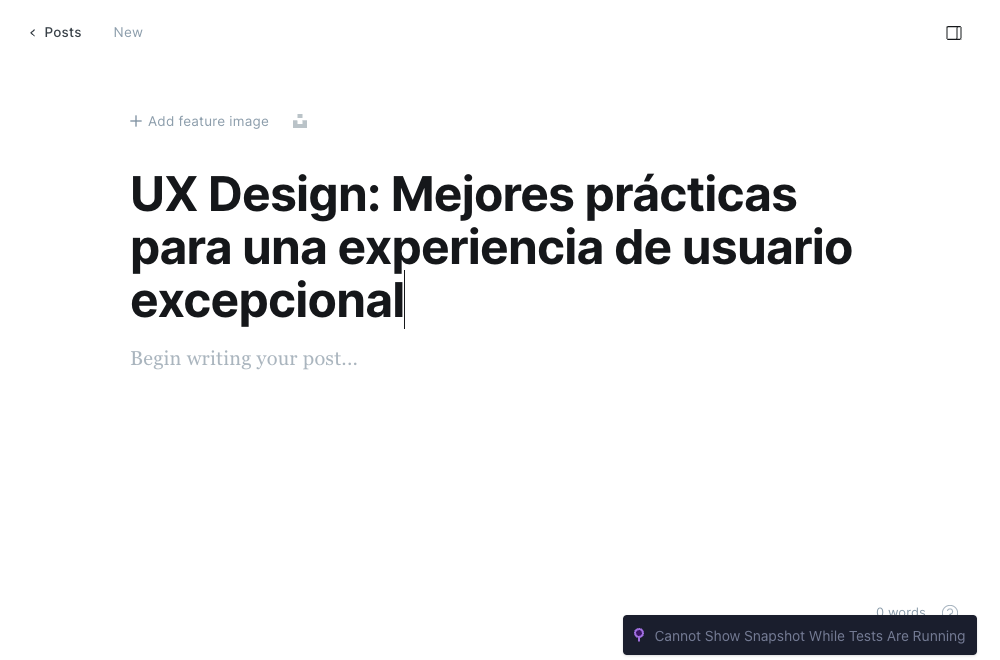 Posts New
Add feature image
UX Design: Mejores prácticas
para una experiencia de usuario
excepcional
Begin writing your post...
0 words ?
Cannot Show Snapshot While Tests Are Running